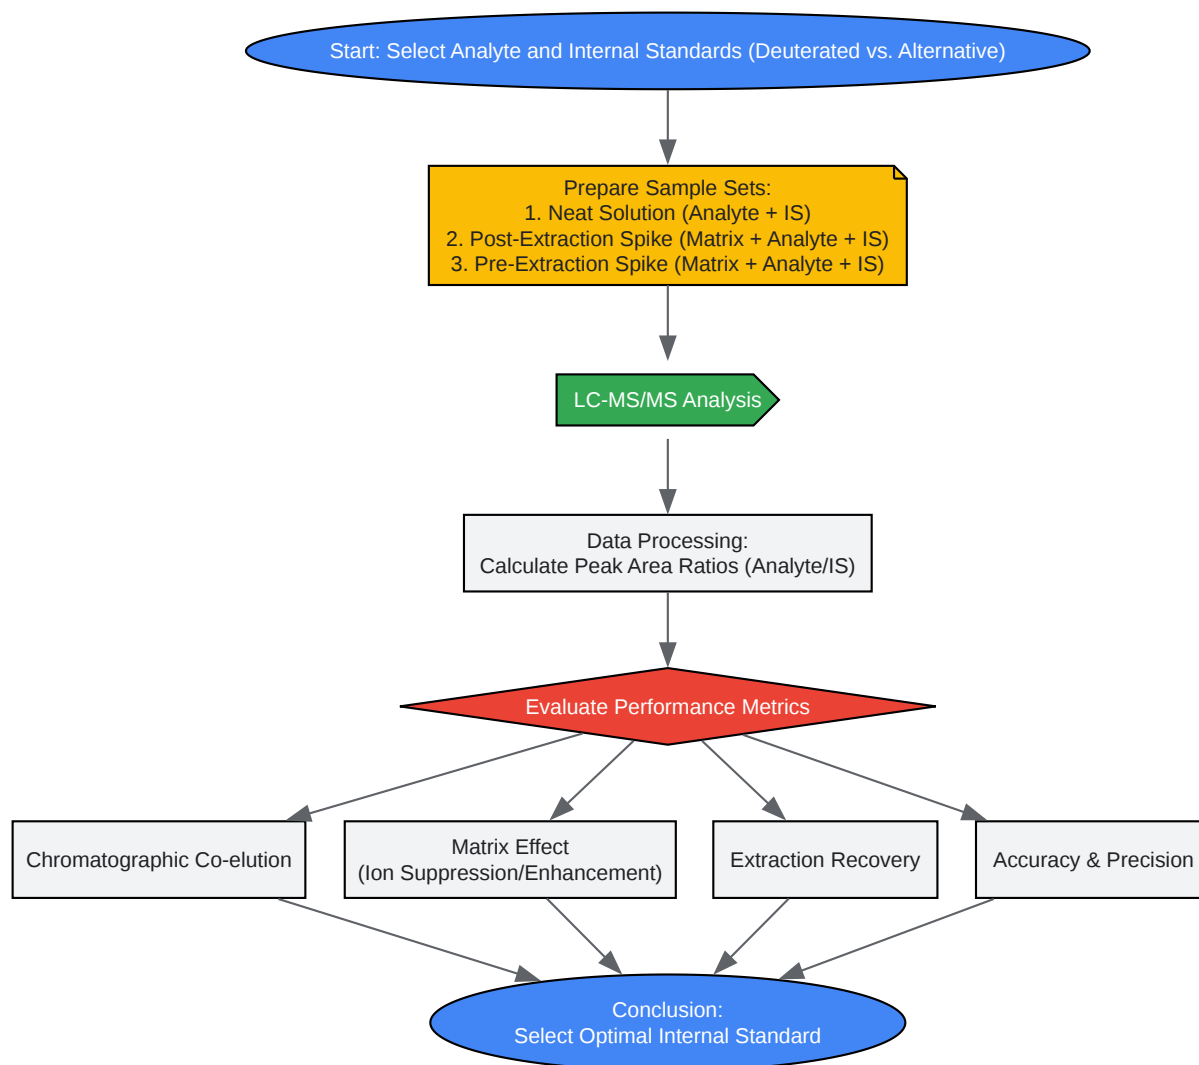 Start: Select Analyte and Internal Standards (Deuterated vs. Alternative)
Prepare Sample Sets:
1. Neat Solution (Analyte + IS)
2. Post-Extraction Spike (Matrix + Analyte + IS)
3. Pre-Extraction Spike (Matrix + Analyte + IS)
LC-MS/MS Analysis
Data Processing:
Calculate Peak Area Ratios (Analyte/IS)
Evaluate Performance Metrics
Chromatographic Co-elution
Matrix Effect
(Ion Suppression/Enhancement)
Extraction Recovery
Accuracy & Precision
Conclusion:
Select Optimal Internal Standard